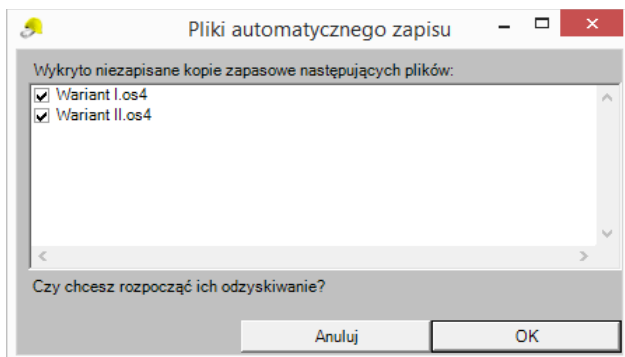 Pliki automatycznego zapisu
Wykryto niezapisane kopie zapasowe następujących plików:
Wariant I.os4
Wariant II.os4
Czy chcesz rozpocząć ich odzyskiwanie?
Anuluj OK